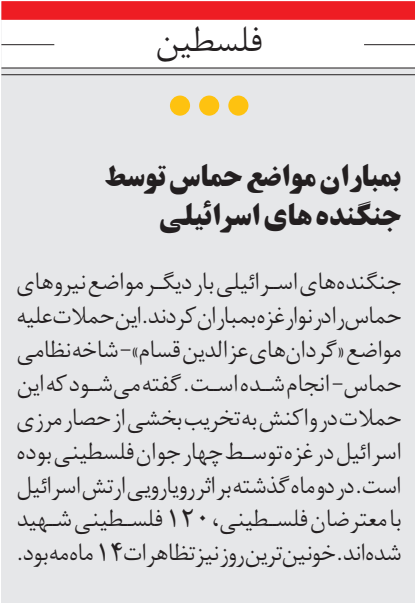 فلسطین
بمباران مواضع حماس توسط
جنگنده های اسرائیلی
جنگنده‌های اسرائیلی بار دیگر مواضع نیروهای
حماس را در نوار غزه بمباران کردند. این حملات علیه
مواضع «گردان‌های عزالدین قسام» - شاخه نظامی
حماس - انجام شده است. گفته می‌شود که این
حملات در واکنش به تخریب بخشی از حصار مرزی
اسرائیل در غزه توسط چهار جوان فلسطینی بوده
است. در دو ماه گذشته بر اثر رویارویی ارتش اسرائیل
با معترضان فلسطینی، ۱۲۰ فلسطینی شهید
شده‌اند. خونین‌ترین روز نیز تظاهرات ۱۴ ماه مه بود.